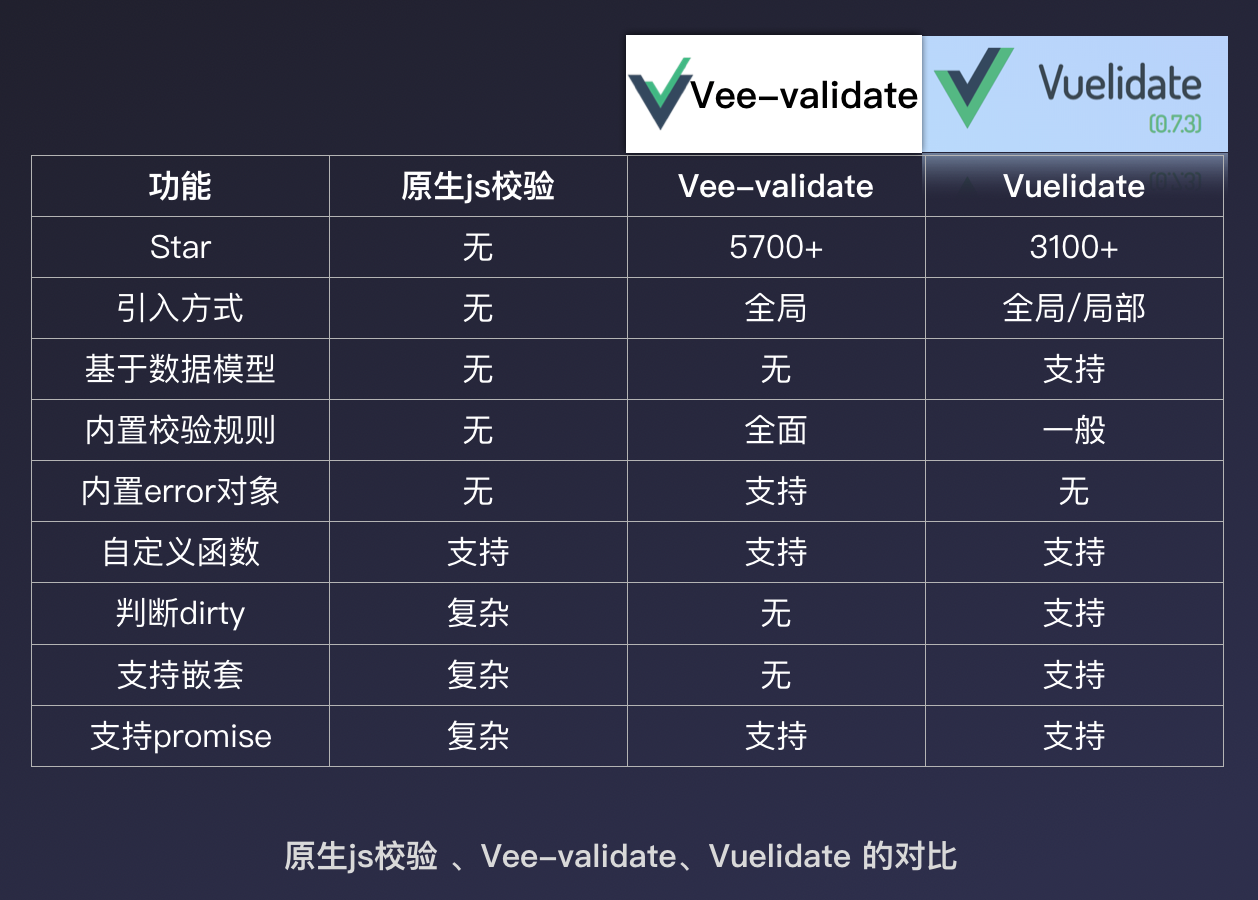 Vee-validate
Vuelidate
(0.7.3)
功能 原生js校验 Vee-validate Vuelidate
Star 无 5700+ 3100+
引入方式 无 全局 全局/局部
基于数据模型 无 无 支持
内置校验规则 无 全面 一般
内置error对象 无 支持 无
自定义函数 支持 支持 支持
判断dirty 复杂 无 支持
支持嵌套 复杂 无 支持
支持promise 复杂 支持 支持
原生js校验 、Vee-validate、Vuelidate 的对比